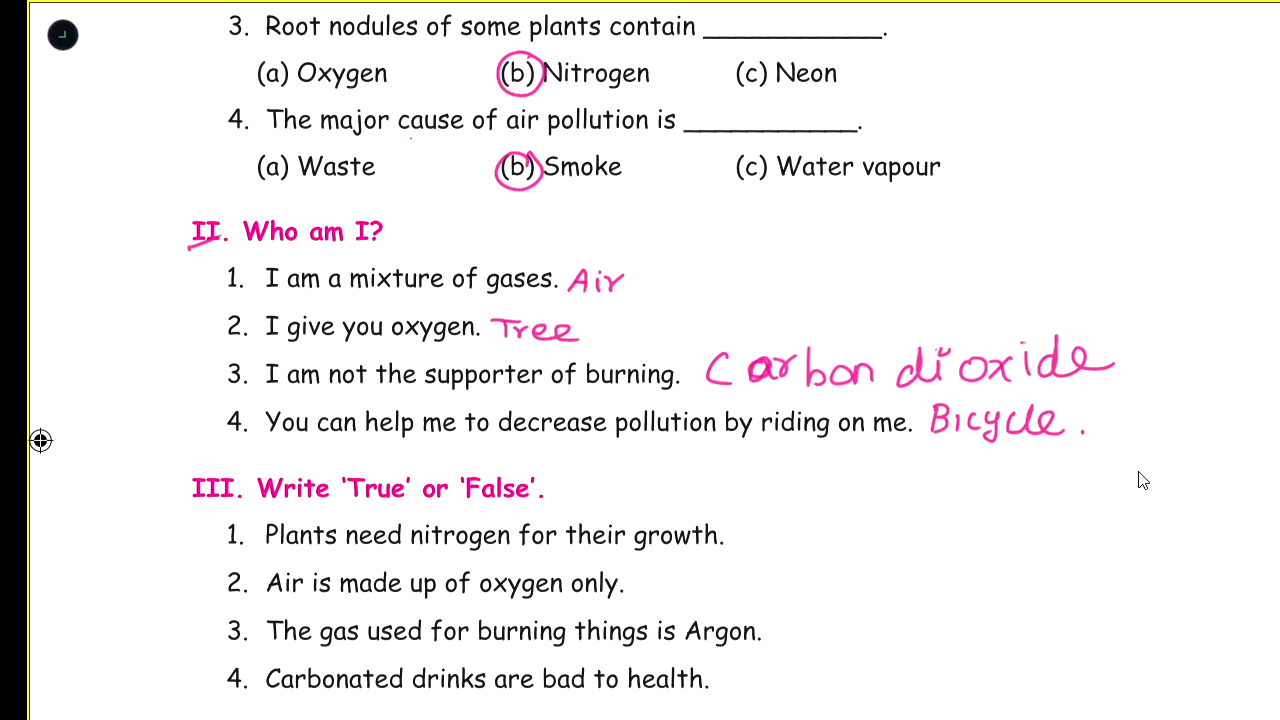 3. Root nodules of some plants contain ____________.
(a) Oxygen (b) Nitrogen (c) Neon
4. The major cause of air pollution is ____________.
(a) Waste (b) Smoke (c) Water vapour
II. Who am I?
1. I am a mixture of gases. Air
2. I give you oxygen. Tree
3. I am not the supporter of burning. Carbon dioxide
4. You can help me to decrease pollution by riding on me. Bicycle.
III. Write ‘True’ or ‘False’.
1. Plants need nitrogen for their growth.
2. Air is made up of oxygen only.
3. The gas used for burning things is Argon.
4. Carbonated drinks are bad to health.